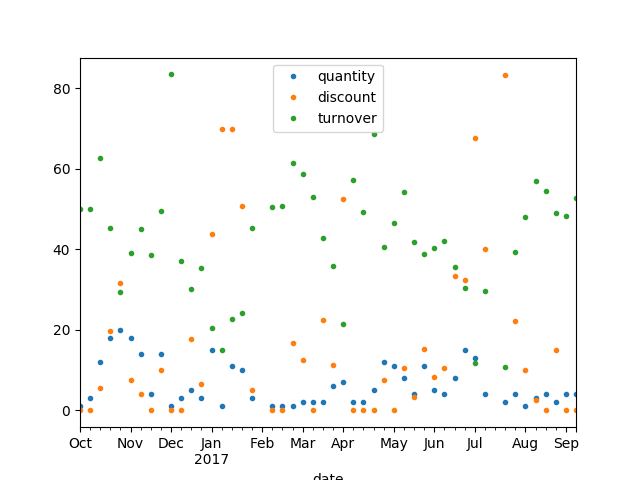 quantity
discount
turnover
80
60
40
20
0
Oct Nov Dec Jan Feb Mar Apr May Jun Jul Aug Sep
2017
date